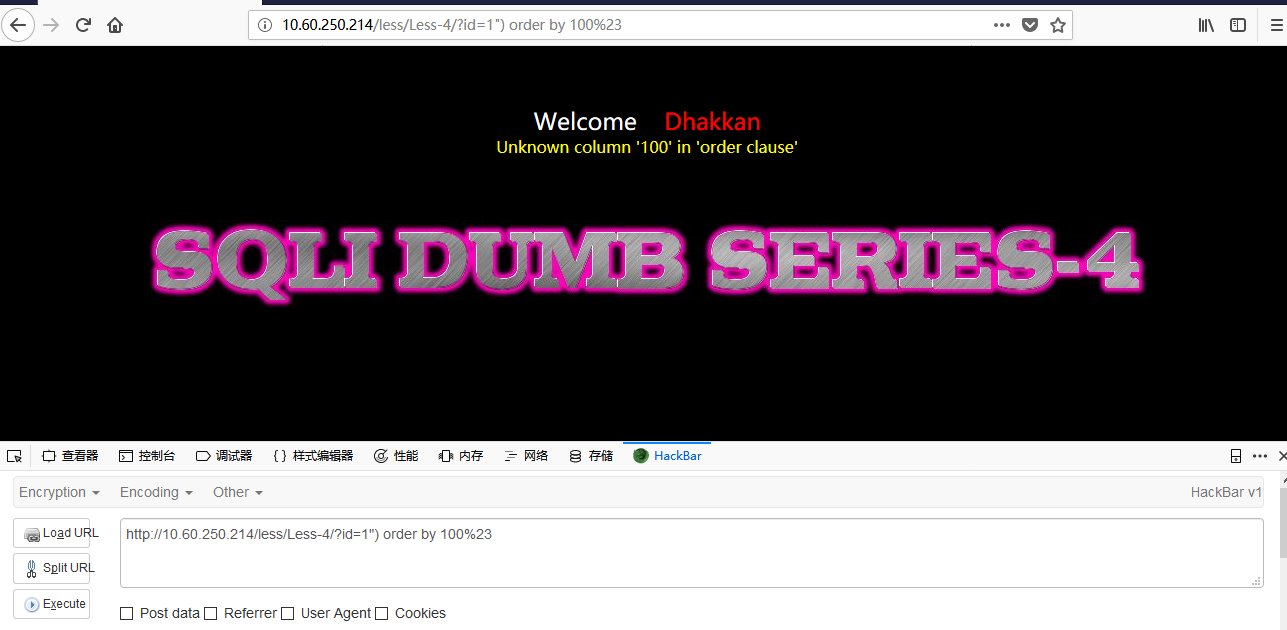 10.60.250.214/less/Less-4/?id=1") order by 100%23
Welcome Dhakkan
Unknown column '100' in 'order clause'
SQLI DUMB SERIES-4
查看器 控制台 调试器 {} 样式编辑器 性能 内存 网络 存储 HackBar
Encryption Encoding Other HackBar v1
Load URL
http://10.60.250.214/less/Less-4/?id=1") order by 100%23
Split URL
Execute
Post data Referrer User Agent Cookies